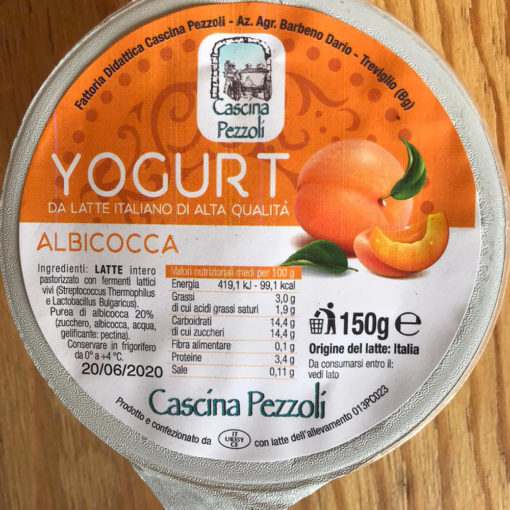 Fattoria Didattica Cascina Pezzoli - Az. Agr. Barbeno Dario - Treviglio (Bg)
Cascina
Pezzoli
YOGURT
DA LATTE ITALIANO DI ALTA QUALITÀ
ALBICOCCA
Ingredienti: LATTE intero
pastorizzato con fermenti lattici
vivi (Streptococcus Thermophilus
e Lactobacillus Bulgaricus).
Purea di albicocca 20%
(zucchero, albicocca, acqua,
gelificante: pectina).
Conservare in frigorifero
da 0° a +4 °C.
20/06/2020
Valori nutrizionali medi per 100 g
Energia 419,1 kJ - 99,1 kcal
Grassi 3,0 g
di cui acidi grassi saturi 1,9 g
Carboidrati 14,4 g
di cui zuccheri 14,4 g
Fibra alimentare 0,1 g
Proteine 3,4 g
Sale 0,11 g
150g e
Origine del latte: Italia
Da consumarsi entro il:
vedi lato
Cascina Pezzoli
Prodotto e confezionato da
IT
CE
con latte dell'allevamento 013PC023